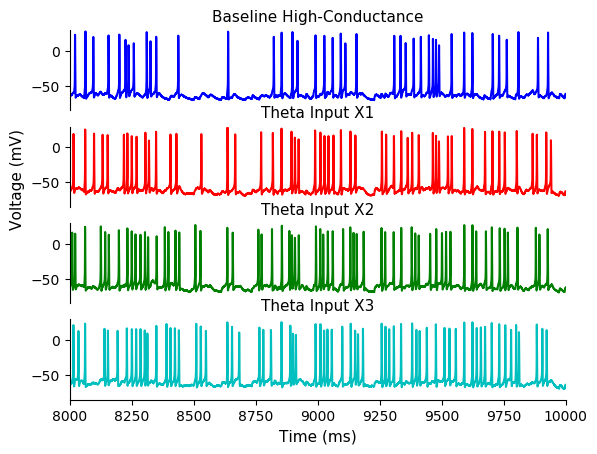 Baseline High-Conductance
0
−50
Theta Input X1
0
−50
Theta Input X2
0
−50
Theta Input X3
0
−50
Voltage (mV)
8000 8250 8500 8750 9000 9250 9500 9750 10000
Time (ms)